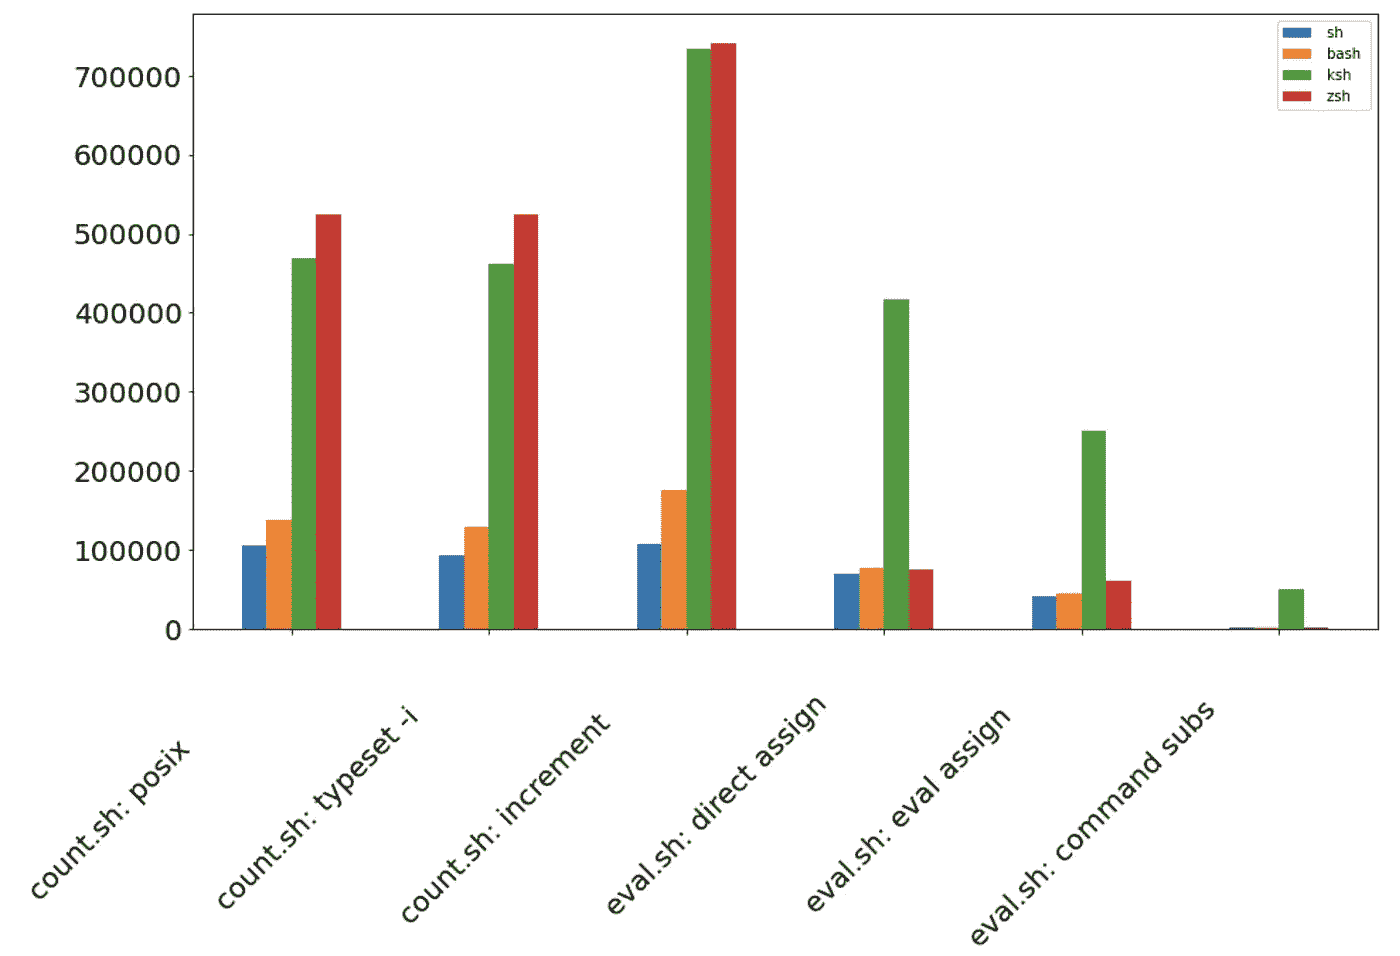 sh
bash
ksh
zsh
700000
600000
500000
400000
300000
200000
100000
0
count.sh: posix
count.sh: typeset -i
count.sh: increment
eval.sh: direct assign
eval.sh: eval assign
eval.sh: command subs